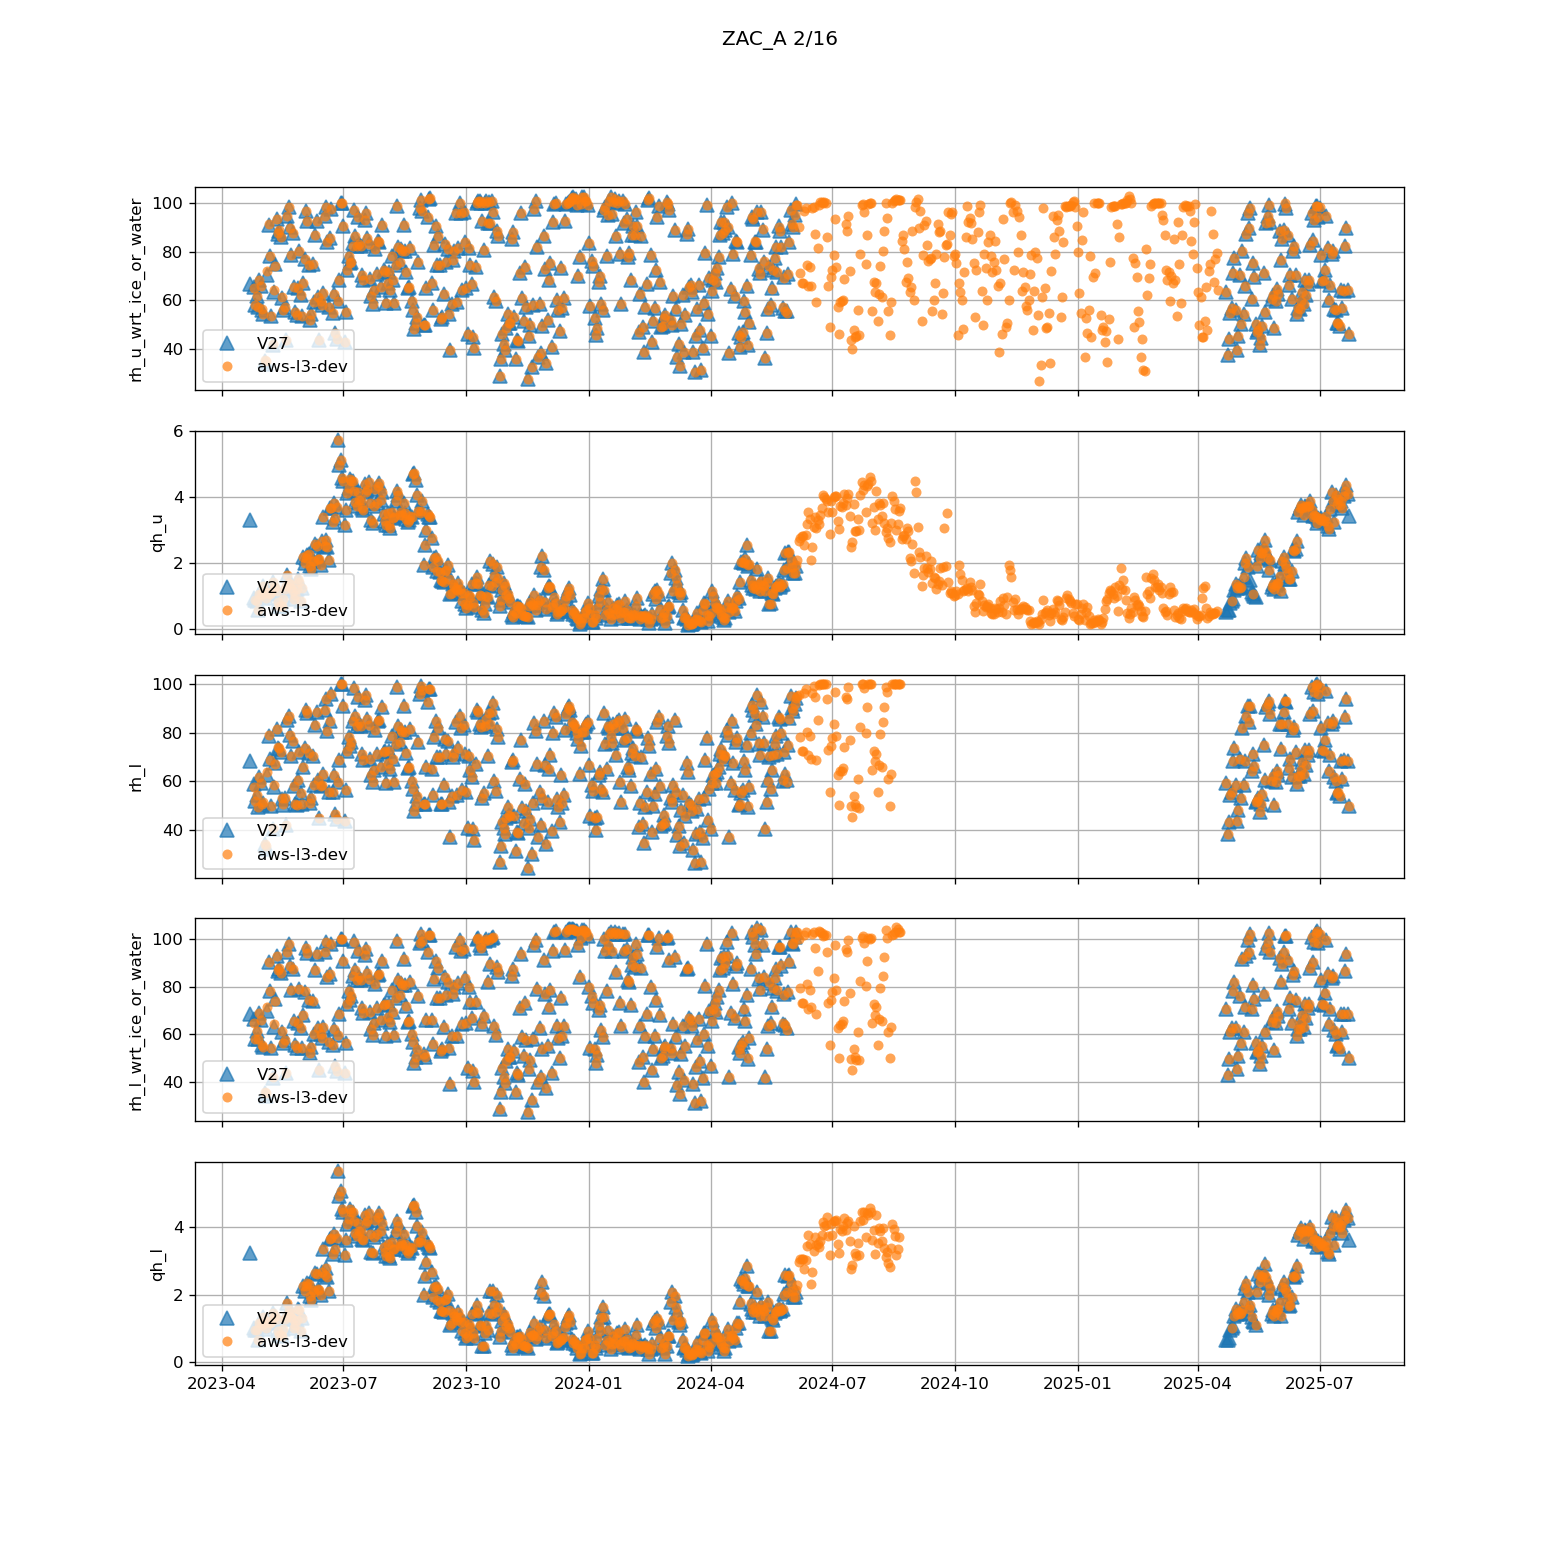 ZAC_A 2/16
rh_u_wrt_ice_or_water
100
80
60
40
V27
aws-l3-dev
qh_u
6
4
2
0
V27
aws-l3-dev
rh_l
100
80
60
40
V27
aws-l3-dev
rh_l_wrt_ice_or_water
100
80
60
40
V27
aws-l3-dev
qh_l
4
2
0
V27
aws-l3-dev
2023-04 2023-07 2023-10 2024-01 2024-04 2024-07 2024-10 2025-01 2025-04 2025-07